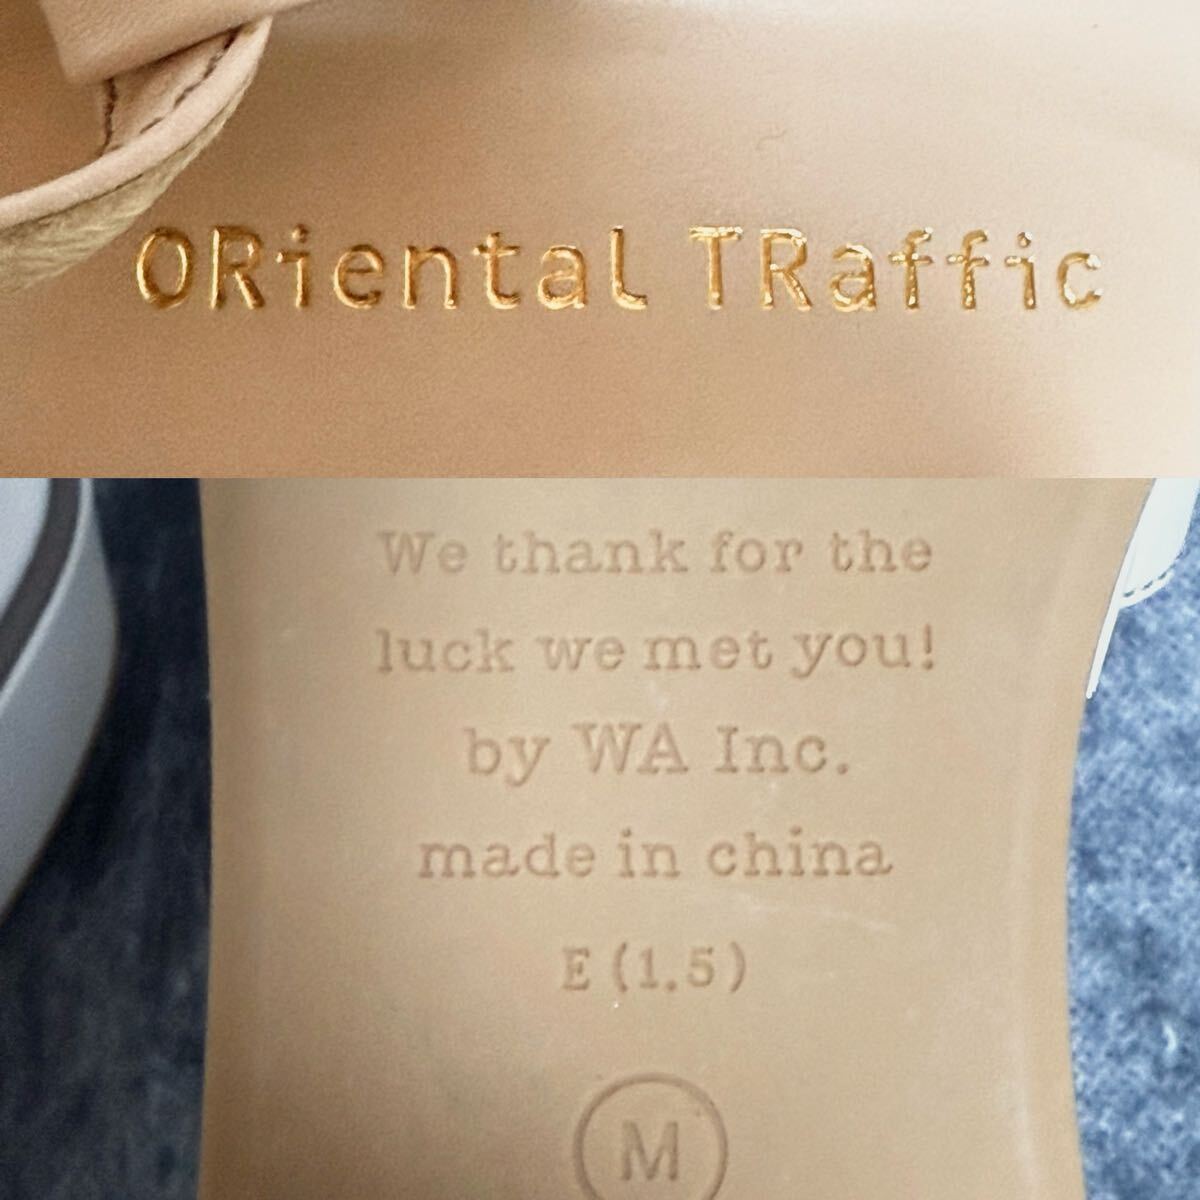 ORiental TRaffic
We thank for the
luck we met you!
by WA Inc.
made in china
E (1.5)
M